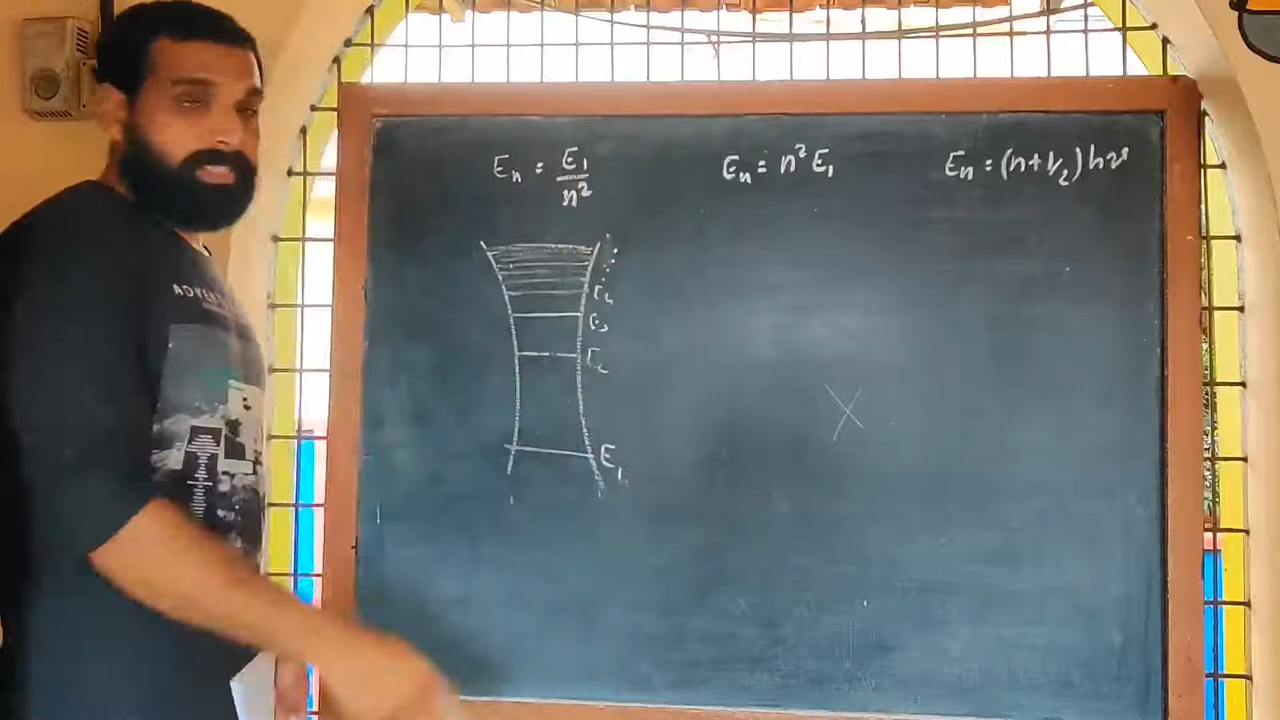 Eₙ = E₁/n²
Eₙ = n²E₁
Eₙ = (n+1/2)hν
E₄
E₃
E₂
E₁